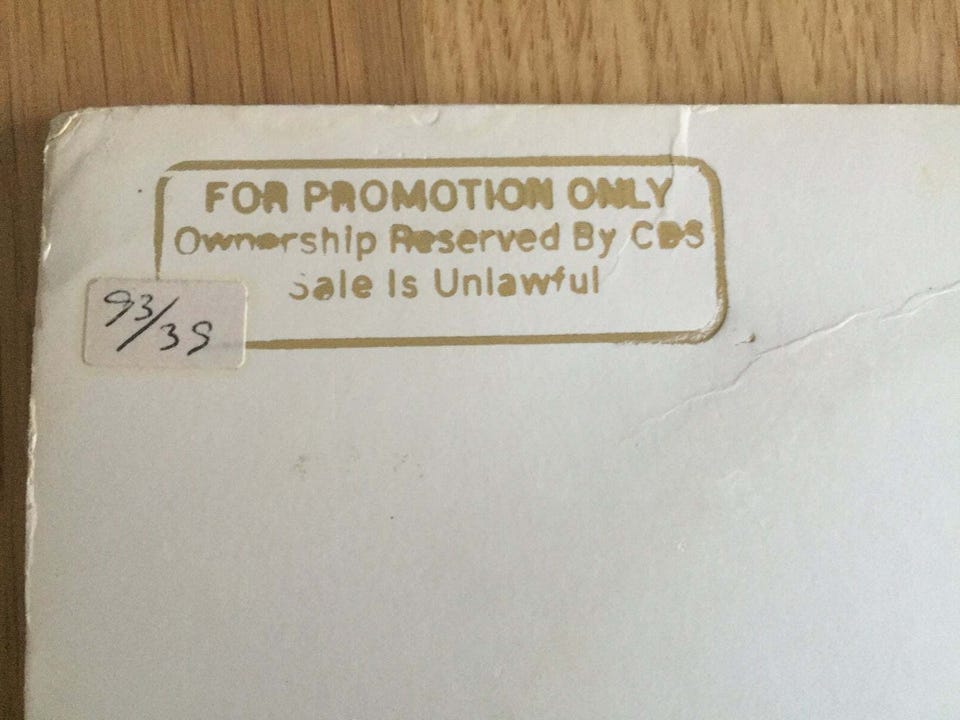 FOR PROMOTION ONLY
Ownership Reserved By CBS
Sale Is Unlawful
93/39